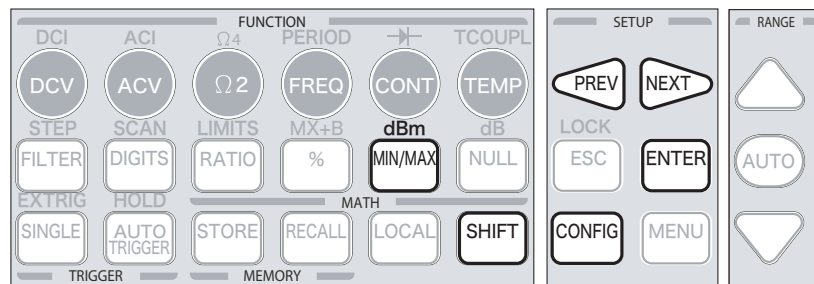 FUNCTION
SETUP
RANGE
DCI ACI Ω4 PERIOD TCOUPL
DCV ACV Ω2 FREQ CONT TEMP
PREV NEXT
STEP SCAN LIMITS MX+B dBm dB
LOCK
FILTER DIGITS RATIO % MIN/MAX NULL
ESC ENTER
AUTO
EXTRIG HOLD
MATH
SINGLE AUTO TRIGGER STORE RECALL LOCAL SHIFT
CONFIG MENU
TRIGGER MEMORY